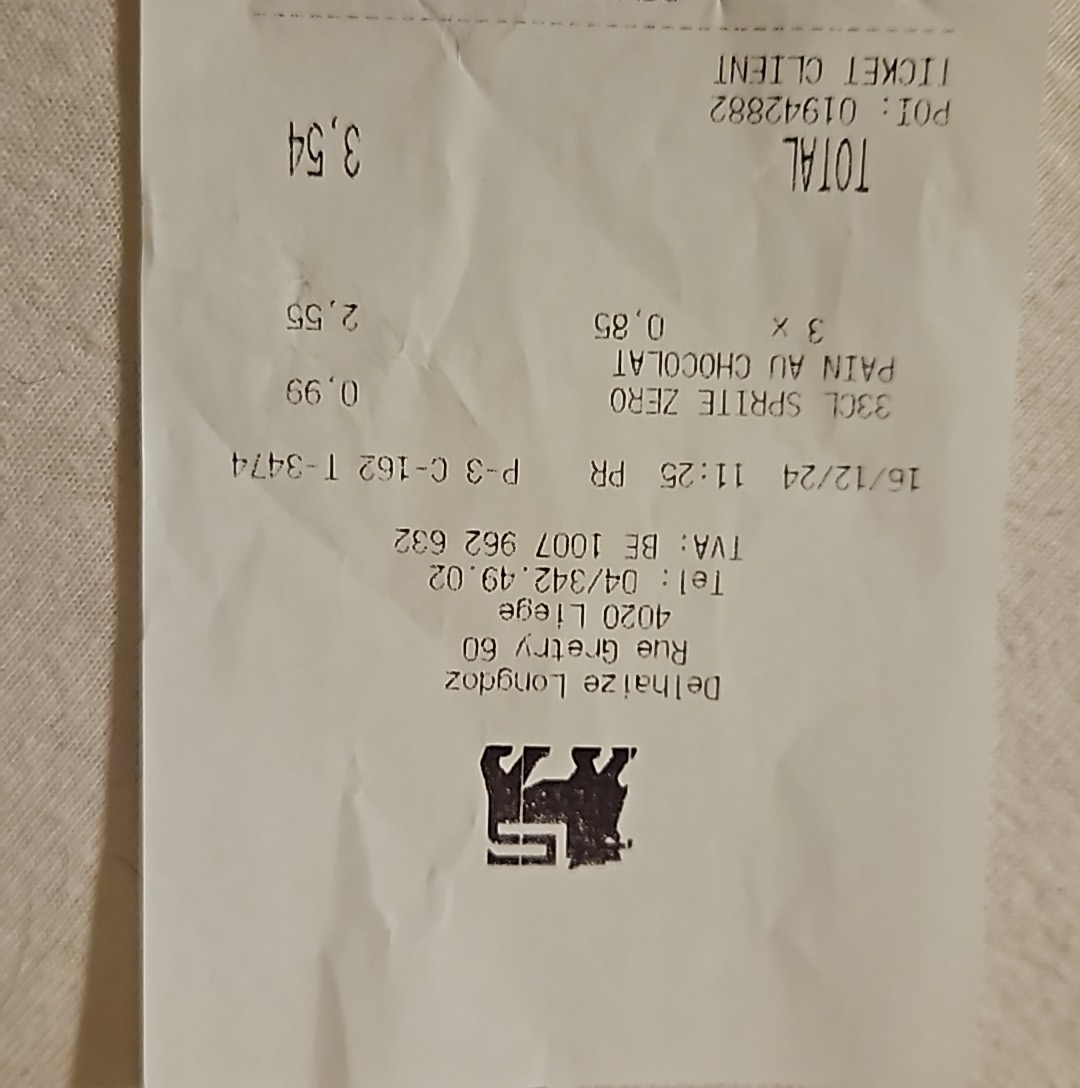 Delhaize Longdoz
Rue Gretry 60
4020 Liege
Tel: 04/342.49.02
TVA: BE 1007 962 632
16/12/24 11:25 PR P-3 C-162 T-3474
33CL SPRITE ZERO 0,99
PAIN AU CHOCOLAT
3 x 0,85 2,55
TOTAL 3,54
POI: 01942882
TICKET CLIENT